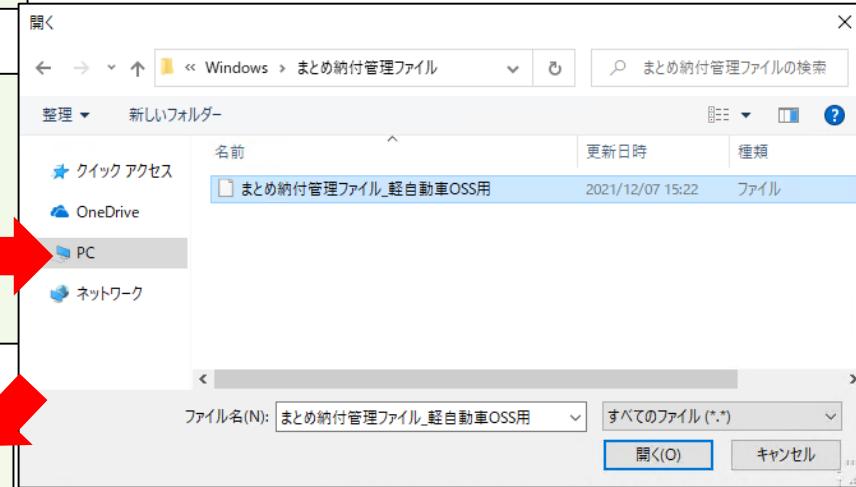 開く
« Windows › まとめ納付管理ファイル
まとめ納付管理ファイルの検索
整理 新しいフォルダー
名前 更新日時 種類
クイック アクセス
まとめ納付管理ファイル_軽自動車OSS用 2021/12/07 15:22 ファイル
OneDrive
PC
ネットワーク
ファイル名(N): まとめ納付管理ファイル_軽自動車OSS用 すべてのファイル (*.*)
開く(O) キャンセル